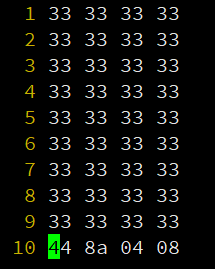 1 33 33 33 33
2 33 33 33 33
3 33 33 33 33
4 33 33 33 33
5 33 33 33 33
6 33 33 33 33
7 33 33 33 33
8 33 33 33 33
9 33 33 33 33
10 44 8a 04 08